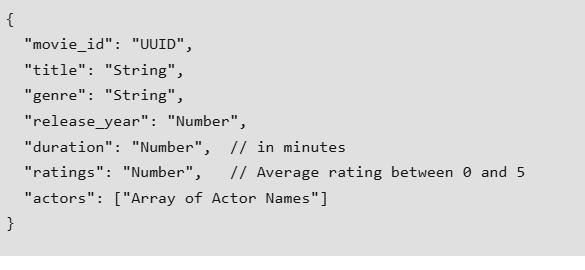 {
  "movie_id": "UUID",
  "title": "String",
  "genre": "String",
  "release_year": "Number",
  "duration": "Number",  // in minutes
  "ratings": "Number",   // Average rating between 0 and 5
  "actors": ["Array of Actor Names"]
}